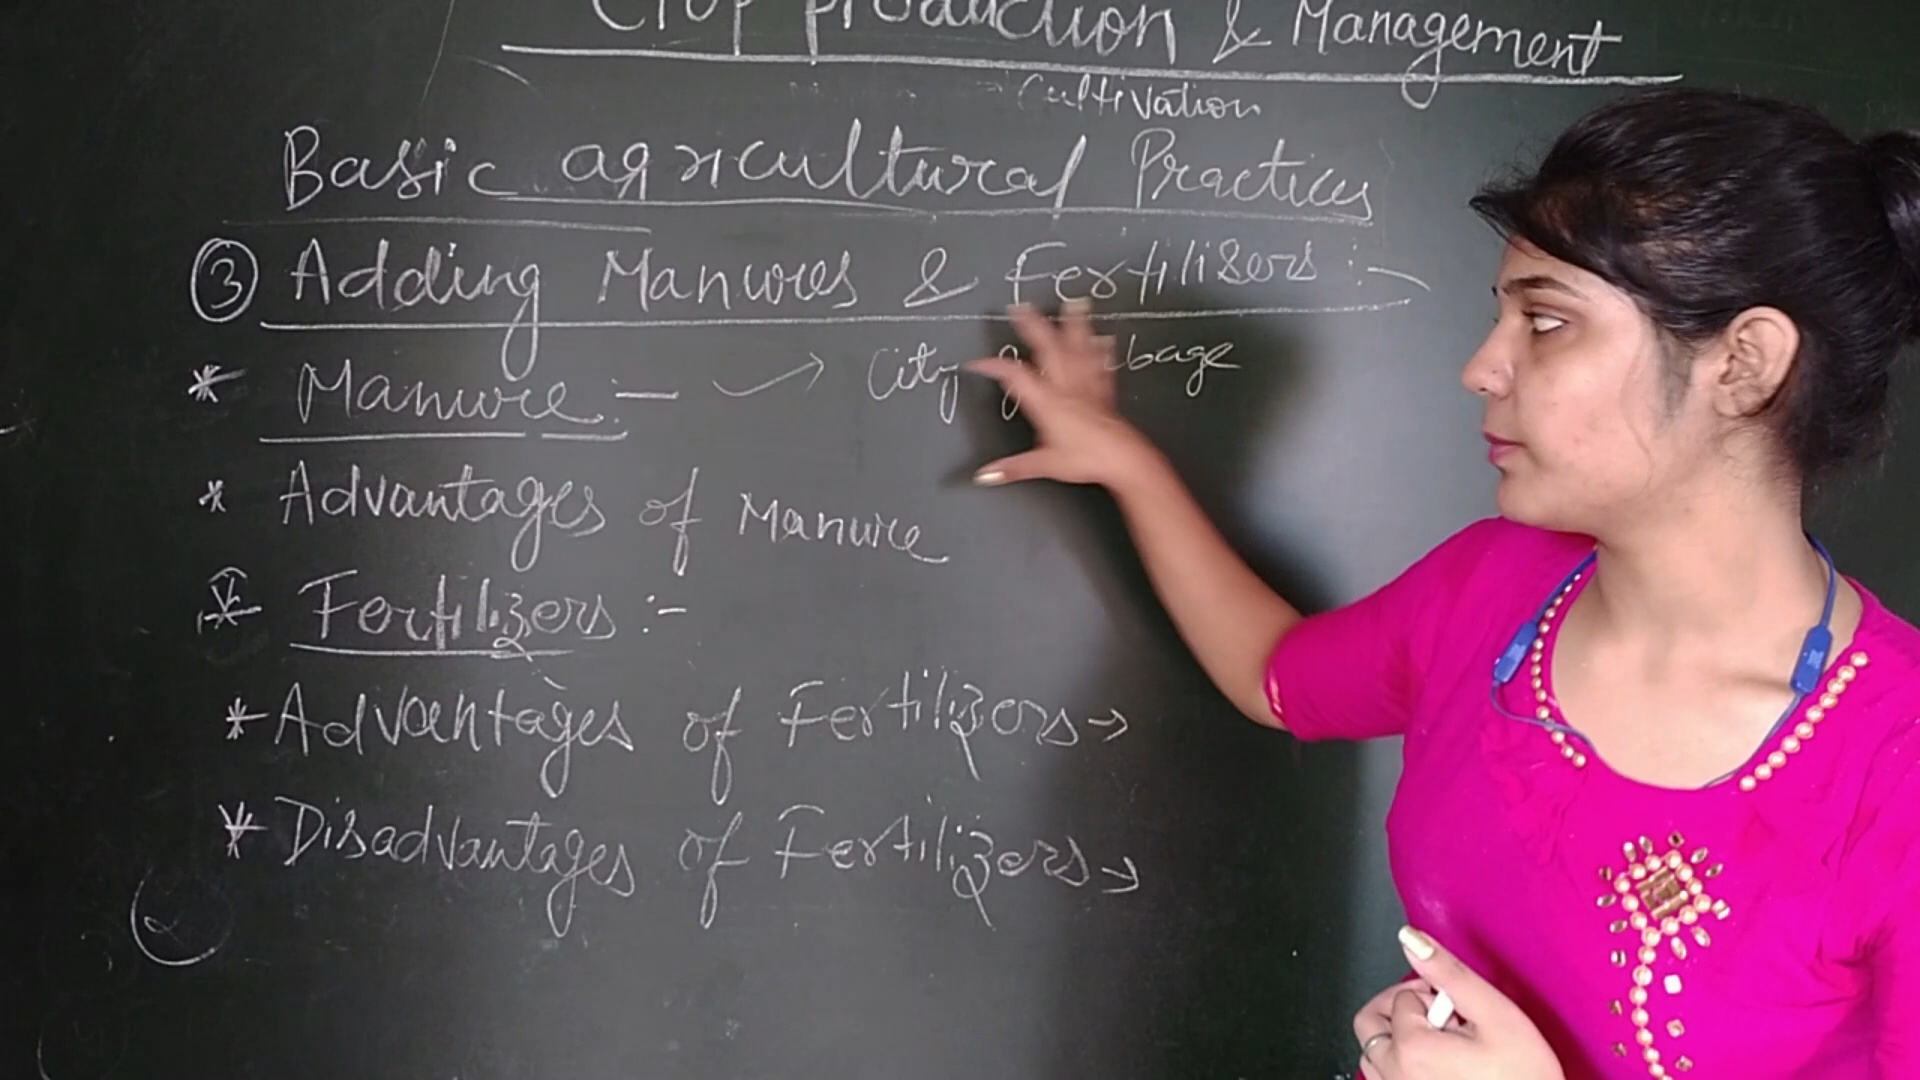 Crop production & Management
Cultivation
Basic agricultural Practices
③ Adding Manures & Fertilisers :-
* Manure :- → City garbage
* Advantages of Manure
* Fertilizers :-
* Advantages of Fertilizers →
* Disadvantages of Fertilizers →